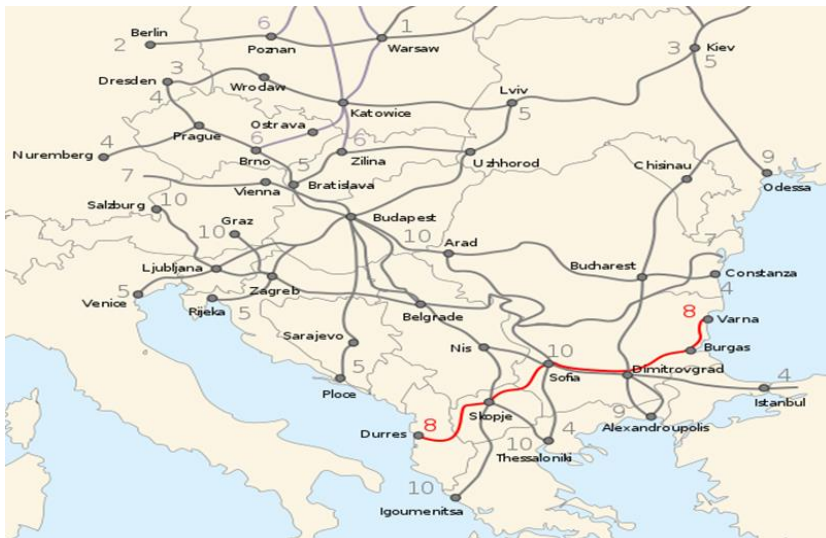 Berlin
6
1
2
Poznan
Warsaw
3
Kiev
5
Dresden
3
4
Wrodaw
Katowice
Lviv
5
Ostrava
Prague
6
Brno
6
Zilina
Uzhhorod
4
Nuremberg
7
Vienna
5
Bratislava
Chisinau
9
Odessa
Salzburg
10
Graz
10
Budapest
10
Arad
7
Ljubljana
Zagreb
Bucharest
Constanza
4
5
Venice
Rijeka
5
Belgrade
8
Varna
Sarajevo
Nis
10
Sofia
Burgas
Dimitrovgrad
5
Ploce
4
Istanbul
Skopje
9
Alexandroupolis
Durres
8
10
4
Thessaloniki
10
Igoumenitsa